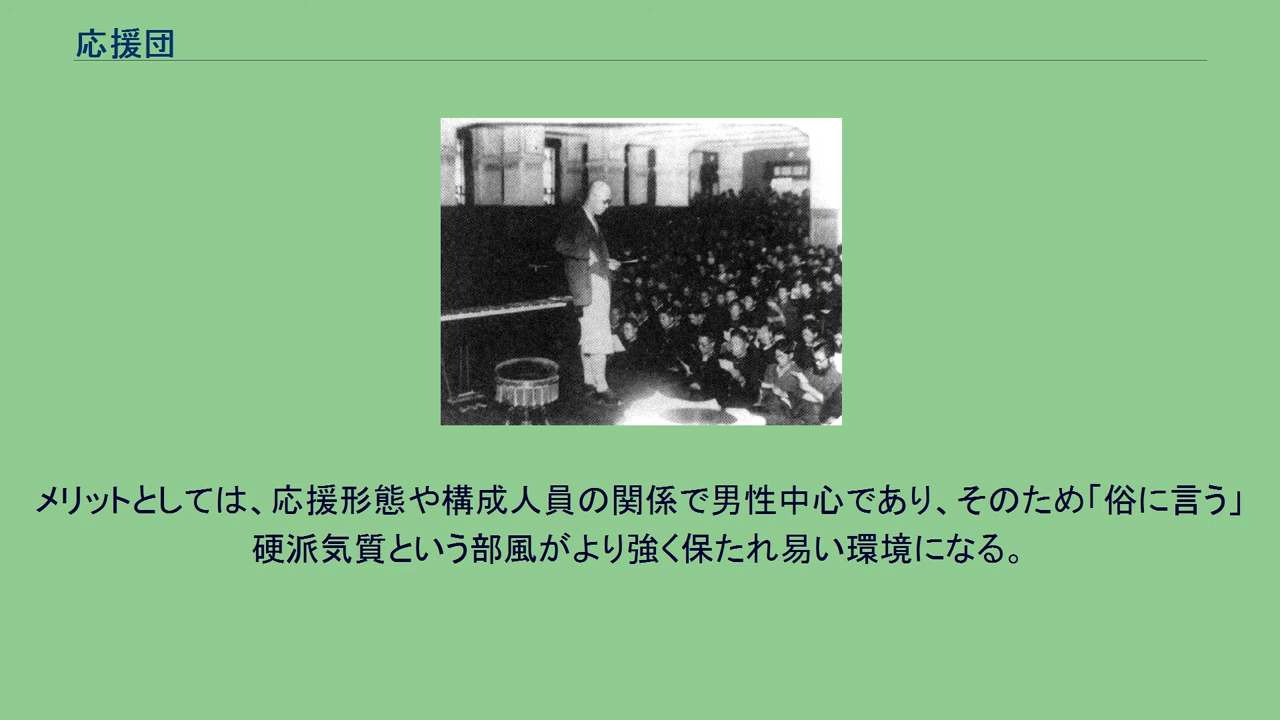 応援団
メリットとしては、応援形態や構成人員の関係で男性中心であり、そのため「俗に言う」
硬派気質という部風がより強く保たれ易い環境になる。